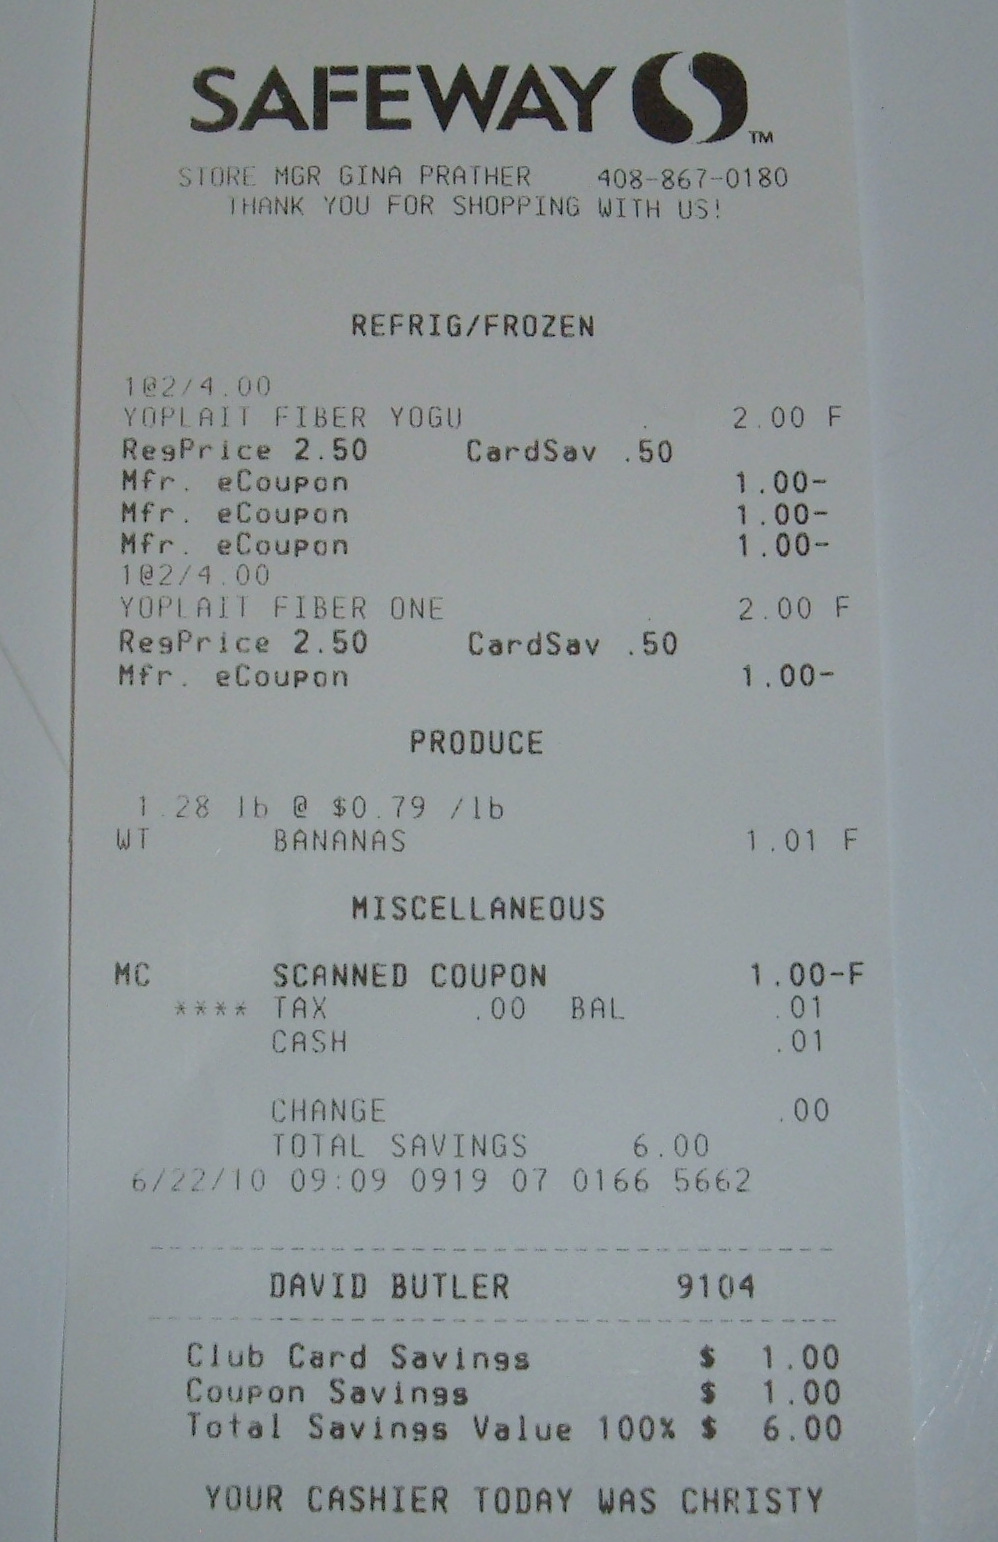 SAFEWAY TM
STORE MGR GINA PRATHER 408-867-0180
THANK YOU FOR SHOPPING WITH US!
REFRIG/FROZEN
1@2/4.00
YOPLAIT FIBER YOGU 2.00 F
RegPrice 2.50 CardSav .50
Mfr. eCoupon 1.00-
Mfr. eCoupon 1.00-
Mfr. eCoupon 1.00-
1@2/4.00
YOPLAIT FIBER ONE 2.00 F
RegPrice 2.50 CardSav .50
Mfr. eCoupon 1.00-
PRODUCE
1.28 lb @ $0.79 /lb
WT BANANAS 1.01 F
MISCELLANEOUS
MC SCANNED COUPON 1.00-F
**** TAX .00 BAL .01
CASH .01
CHANGE .00
TOTAL SAVINGS 6.00
6/22/10 09:09 0919 07 0166 5662
DAVID BUTLER 9104
Club Card Savings $ 1.00
Coupon Savings $ 1.00
Total Savings Value 100% $ 6.00
YOUR CASHIER TODAY WAS CHRISTY